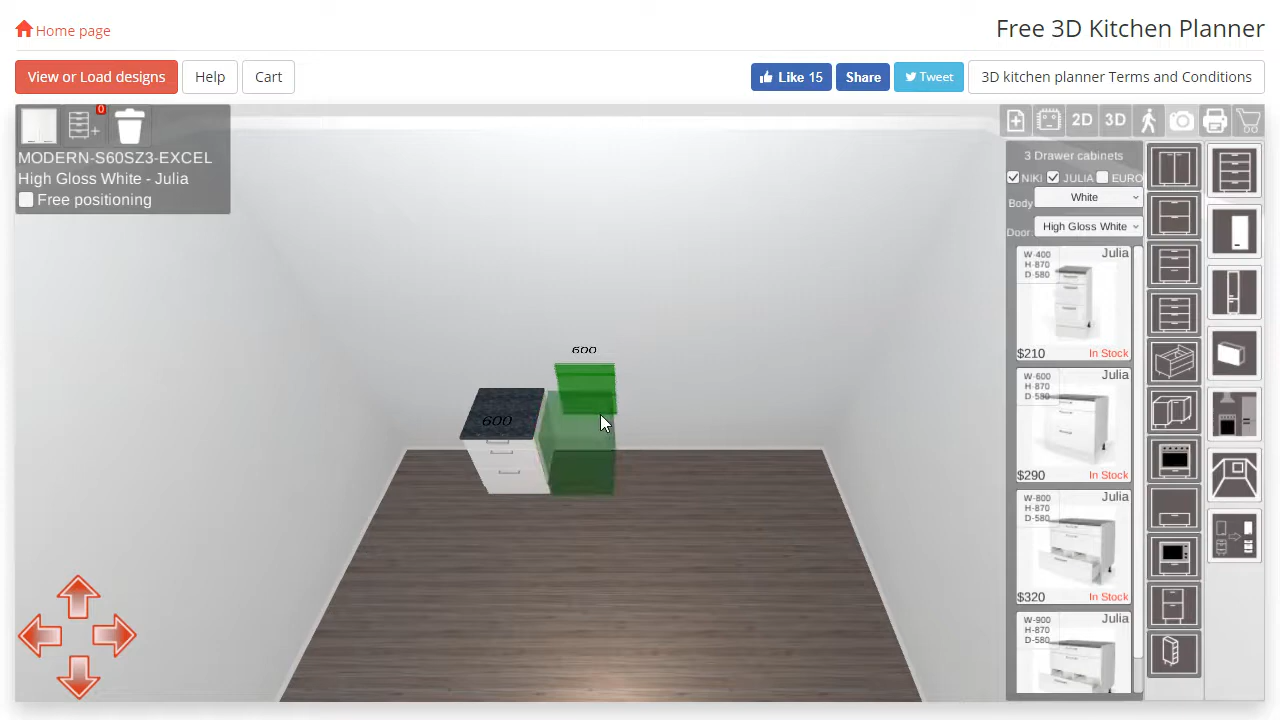 Home page
Free 3D Kitchen Planner
View or Load designs
Help
Cart
Like 15
Share
Tweet
3D kitchen planner Terms and Conditions
0
MODERN-S60SZ3-EXCEL
High Gloss White - Julia
Free positioning
2D
3D
3 Drawer cabinets
NIKI
JULIA
EURO
Body
White
Door
High Gloss White
W-400
H-870
D-580
Julia
$210
In Stock
W-600
H-870
D-580
Julia
$290
In Stock
W-800
H-870
D-580
Julia
$320
In Stock
W-900
H-870
D-580
Julia
600
600